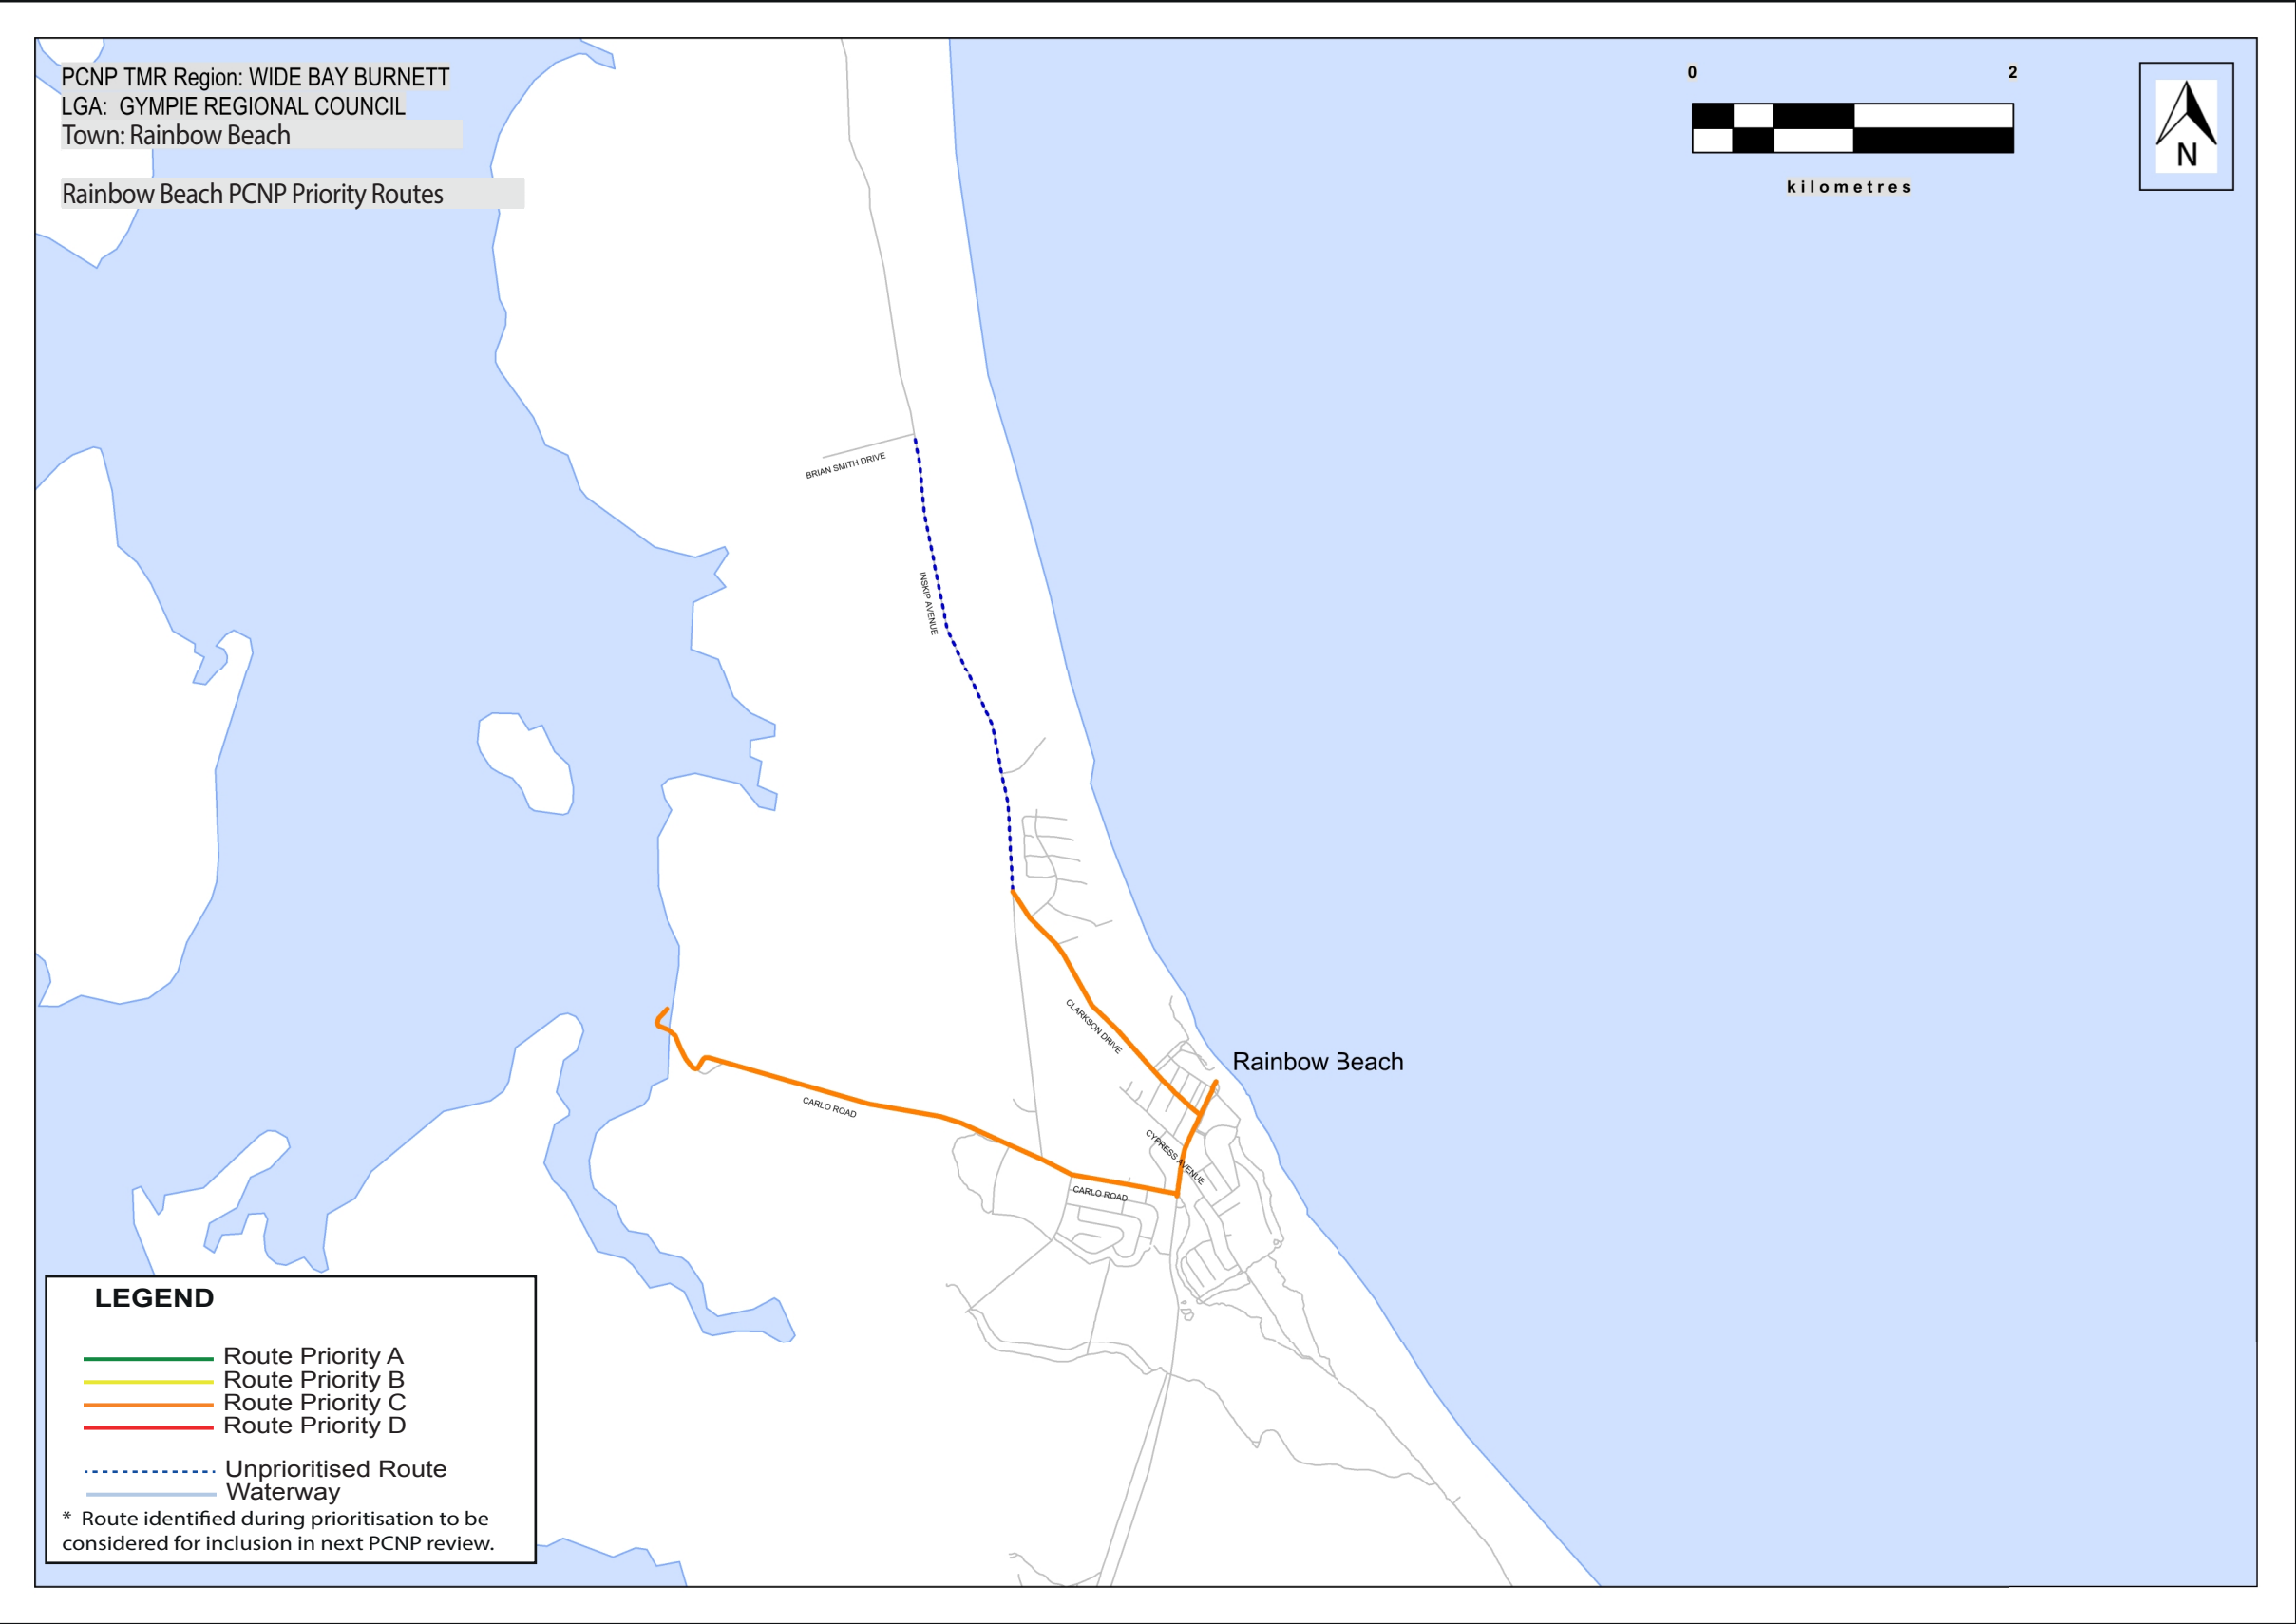 PCNP TMR Region: WIDE BAY BURNETT
LGA: GYMPIE REGIONAL COUNCIL
Town: Rainbow Beach
Rainbow Beach PCNP Priority Routes
0 2
kilometres
N
BRIAN SMITH DRIVE
INSKIP AVENUE
CLARKSON DRIVE
Rainbow Beach
CARLO ROAD
CYPRESS AVENUE
CARLO ROAD
LEGEND
Route Priority A
Route Priority B
Route Priority C
Route Priority D
Unprioritised Route
Waterway
* Route identified during prioritisation to be
considered for inclusion in next PCNP review.